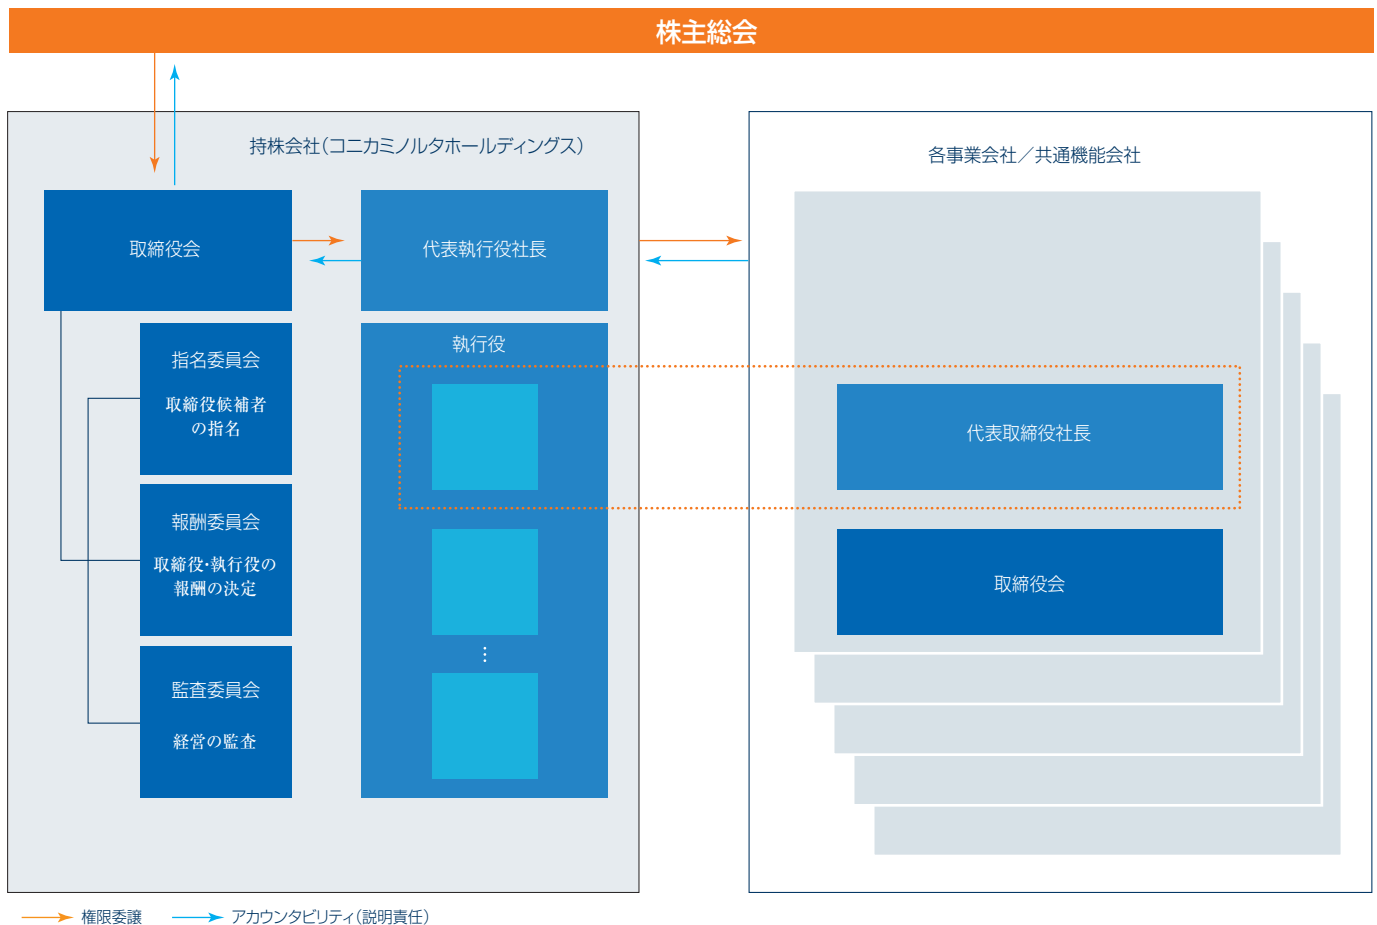 株主総会
持株会社（コニカミノルタホールディングス）
各事業会社／共通機能会社
取締役会
代表執行役社長
指名委員会
取締役候補者
の指名
報酬委員会
取締役・執行役の
報酬の決定
監査委員会
経営の監査
執行役
⋮
代表取締役社長
取締役会
権限委譲
アカウンタビリティ（説明責任）